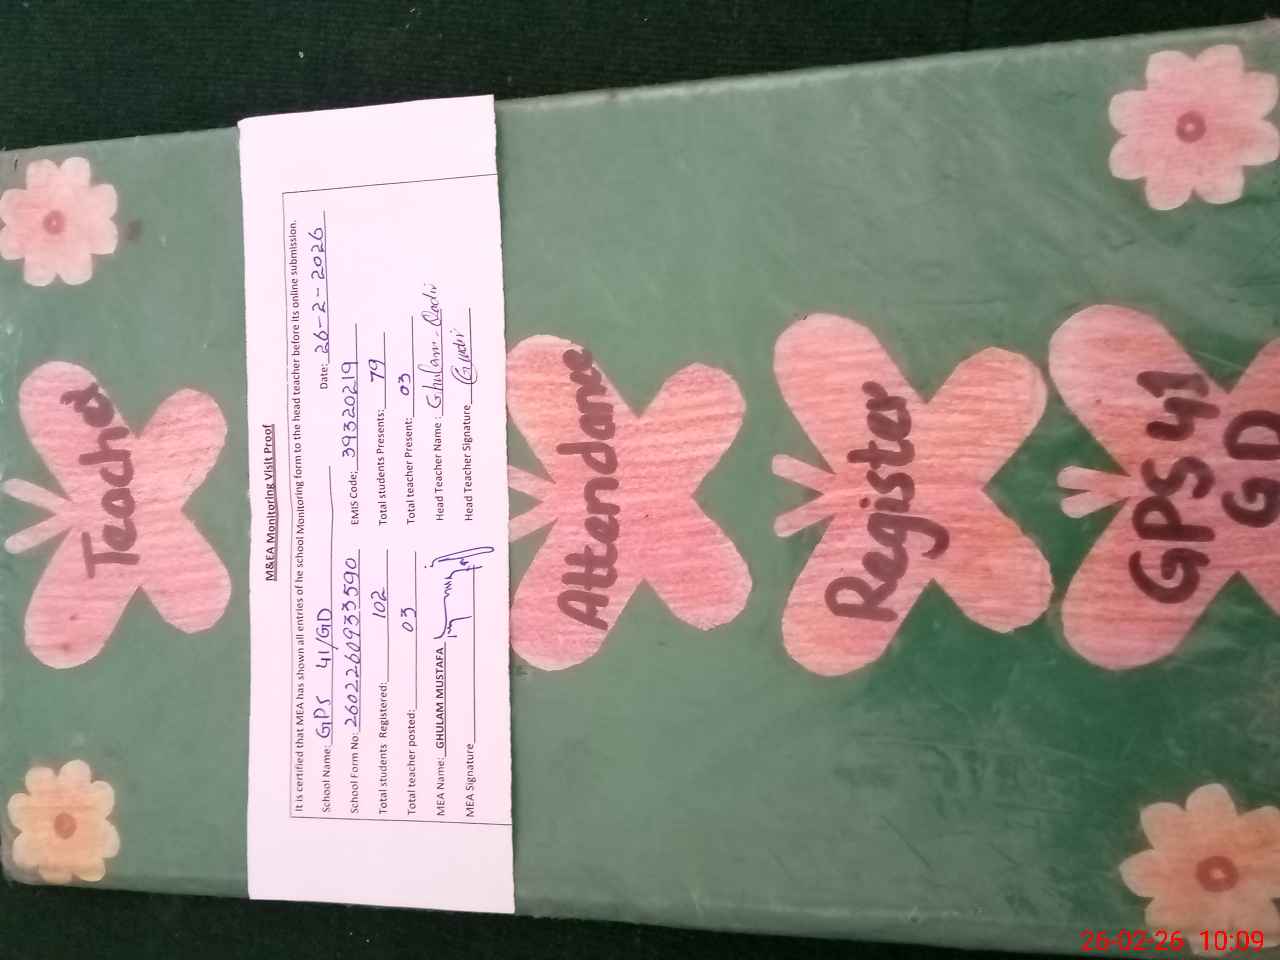 Teacher
M&EA Monitoring Visit Proof
It is certified that MEA has shown all entries of he school Monitoring form to the head teacher before its online submission.
School Name: GPS 41/GD Date: 26-2-2026
School Form No: 2602260933590 EMIS Code: 39320219
Total students Registered: 102 Total students Presents: 79
Total teacher posted: 03 Total teacher Present: 03
MEA Name: GHULAM MUSTAFA Head Teacher Name: Ghulam Qadir
MEA Signature Head Teacher Signature
Attendance
Register
GPS 41
GD
26-02-26 10:09